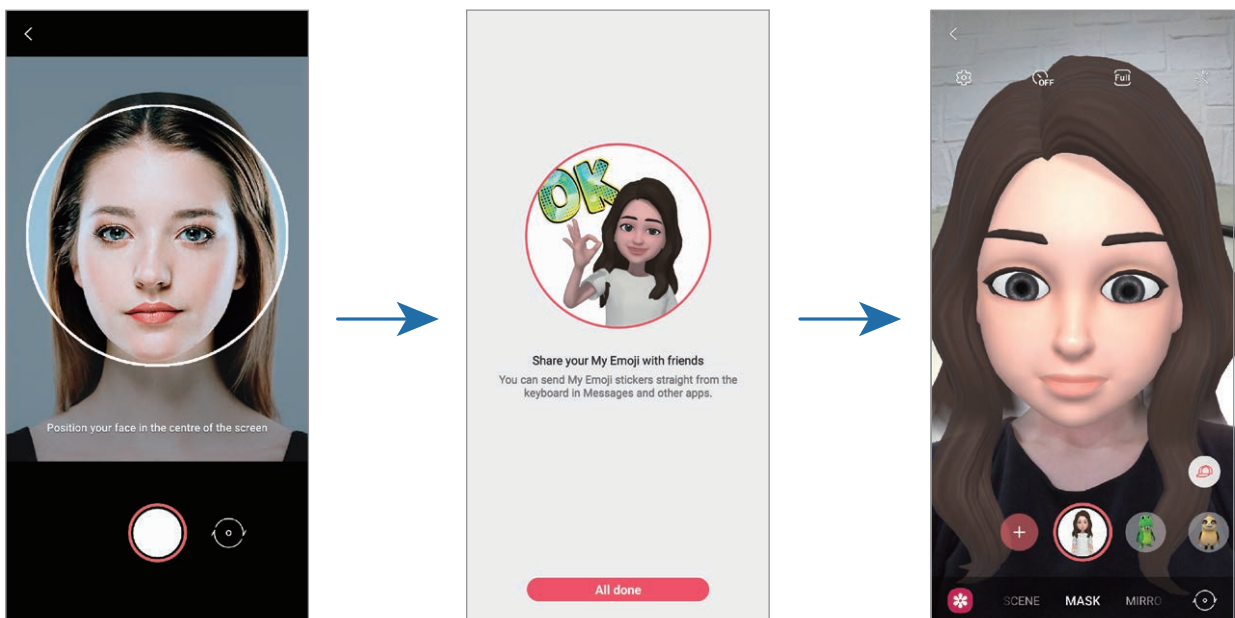 Position your face in the centre of the screen
OK
Share your My Emoji with friends
You can send My Emoji stickers straight from the
keyboard in Messages and other apps.
All done
OFF
Full
SCENE
MASK
MIRRO